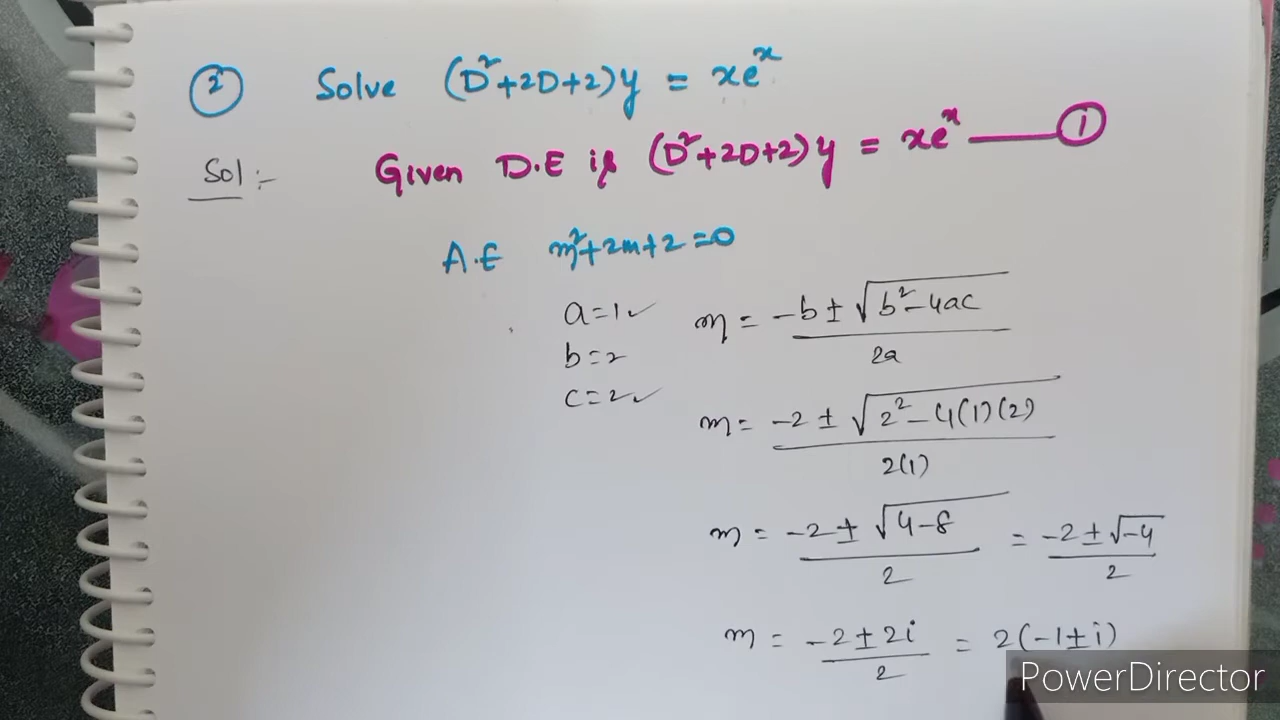 ② Solve (D²+2D+2)y = xeˣ
Sol :- Given D.E is (D²+2D+2)y = xeˣ —— ①
A.E m²+2m+2=0
a=1✓ m = -b ± √(b²-4ac) / 2a
b=2
c=2✓ m = -2 ± √(2²-4(1)(2)) / 2(1)
m = -2 ± √(4-8) / 2 = -2 ± √-4 / 2
m = -2 ± 2i / 2 = 2(-1±i)
PowerDirector